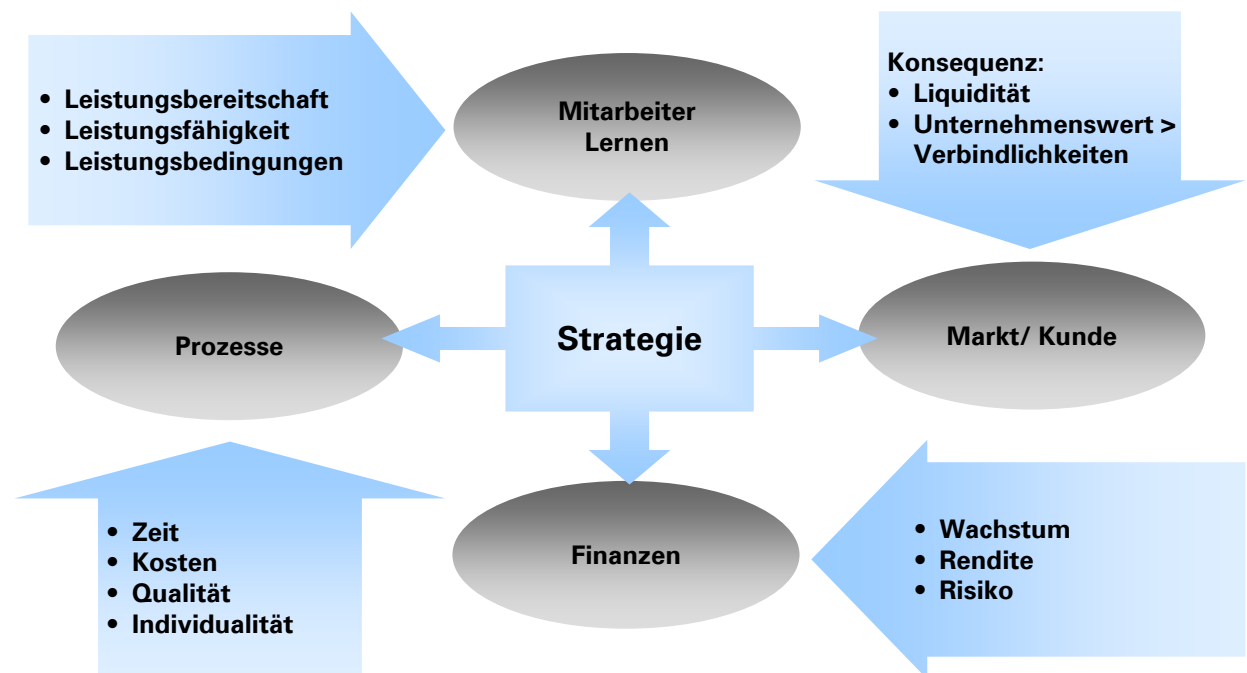 • Leistungsbereitschaft
• Leistungsfähigkeit
• Leistungsbedingungen
Mitarbeiter
Lernen
Konsequenz:
• Liquidität
• Unternehmenswert >
Verbindlichkeiten
Prozesse
Strategie
Markt/ Kunde
• Zeit
• Kosten
• Qualität
• Individualität
Finanzen
• Wachstum
• Rendite
• Risiko